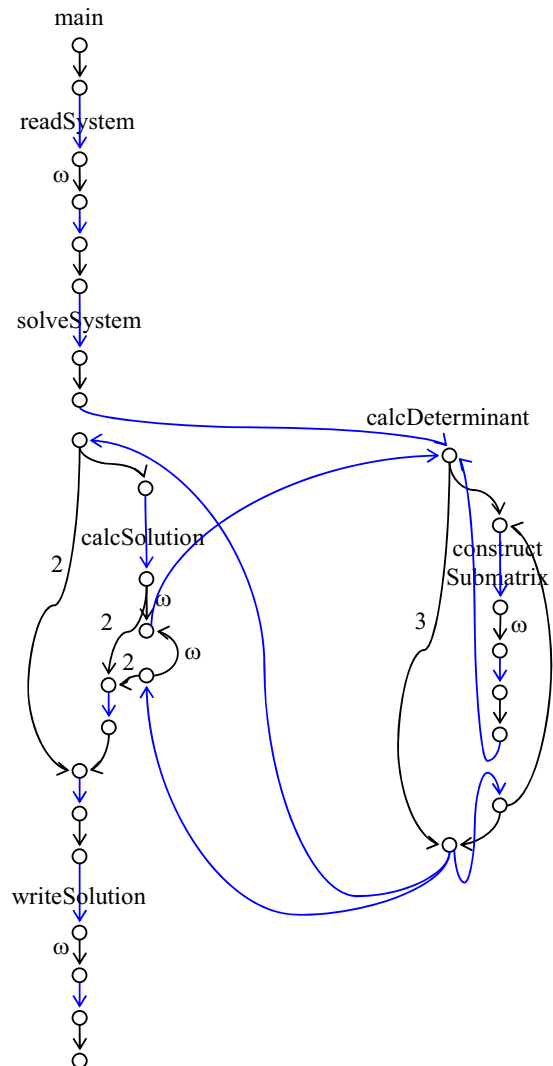 main
readSystem
ω
solveSystem
calcDeterminant
calcSolution
construct
Submatrix
2
ω
2
3
ω
2
ω
writeSolution
ω